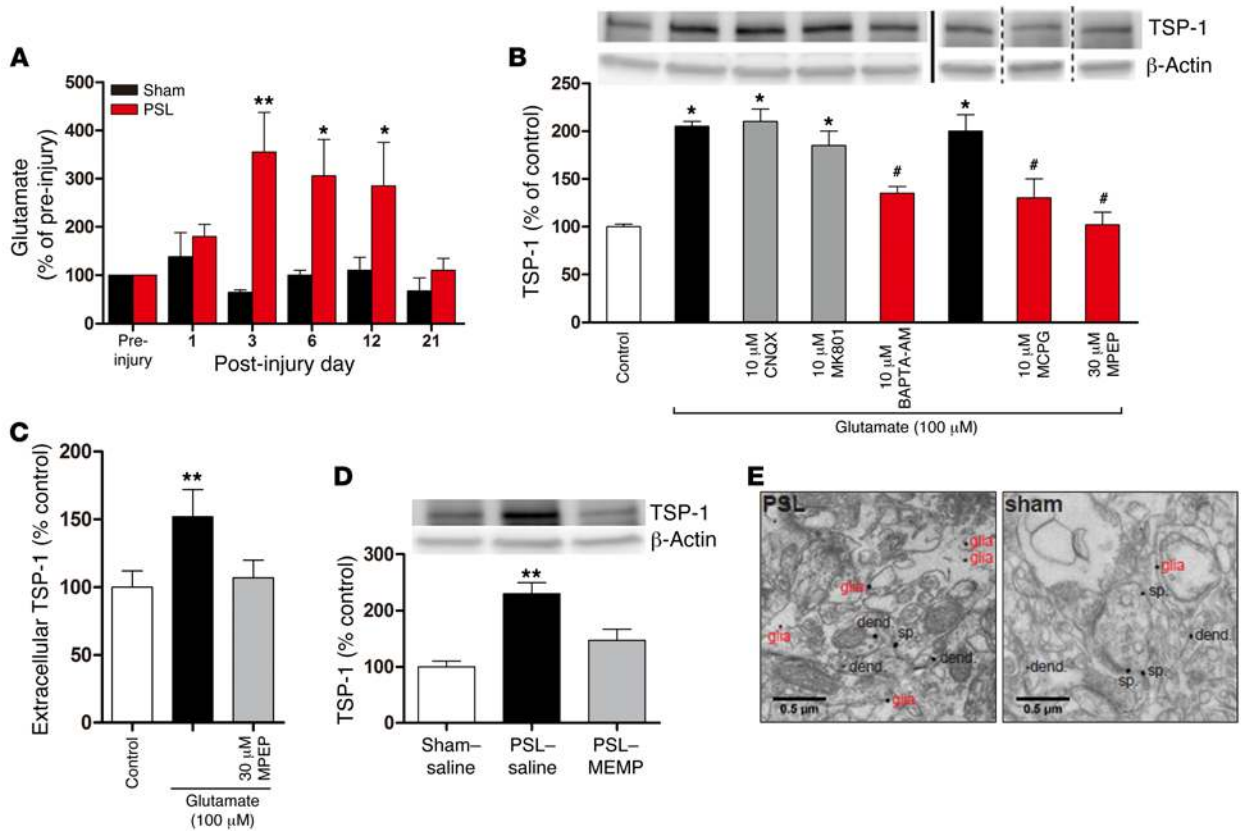 A
500
400
300
200
100
0
Glutamate
(% of pre-injury)
Sham
PSL
**
*
*
Pre-
injury
1
3
6
12
21
Post-injury day
B
TSP-1
β-Actin
250
200
150
100
50
0
TSP-1 (% of control)
*
*
*
#
*
#
#
Control
10 μM
CNQX
10 μM
MK801
10 μM
BAPTA-AM
10 μM
MCPG
30 μM
MPEP
Glutamate (100 μM)
C
200
150
100
50
0
Extracellular TSP-1 (% control)
**
Control
30 μM
MPEP
Glutamate
(100 μM)
D
TSP-1
β-Actin
300
200
100
0
TSP-1 (% control)
**
Sham–
saline
PSL–
saline
PSL–
MEMP
E
PSL
glia
glia
glia
glia
dend.
sp.
dend.
dend.
glia
0.5 μm
sham
glia
sp.
dend.
dend.
sp.
sp.
0.5 μm